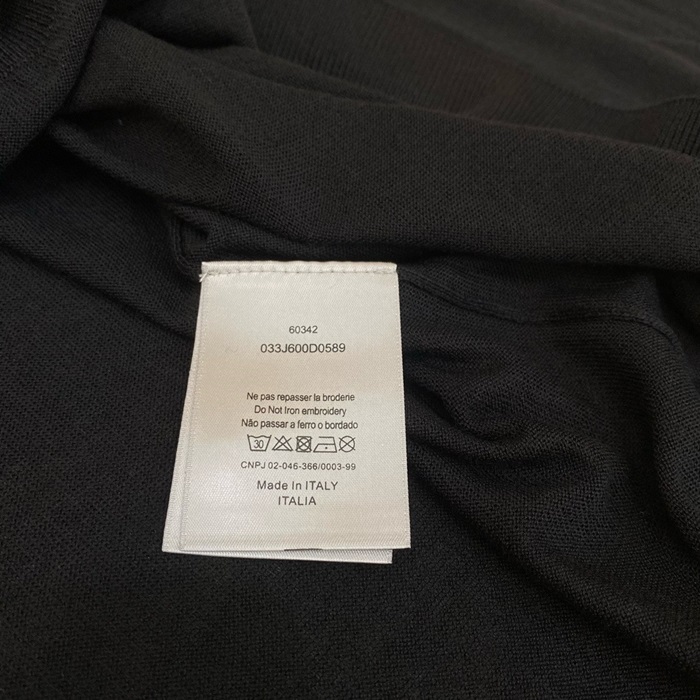 60342
033J600D0589
Ne pas repasser la broderie
Do Not Iron embroidery
Não passar a ferro o bordado
30
CNPJ 02-046-366/0003-99
Made In ITALY
ITALIA